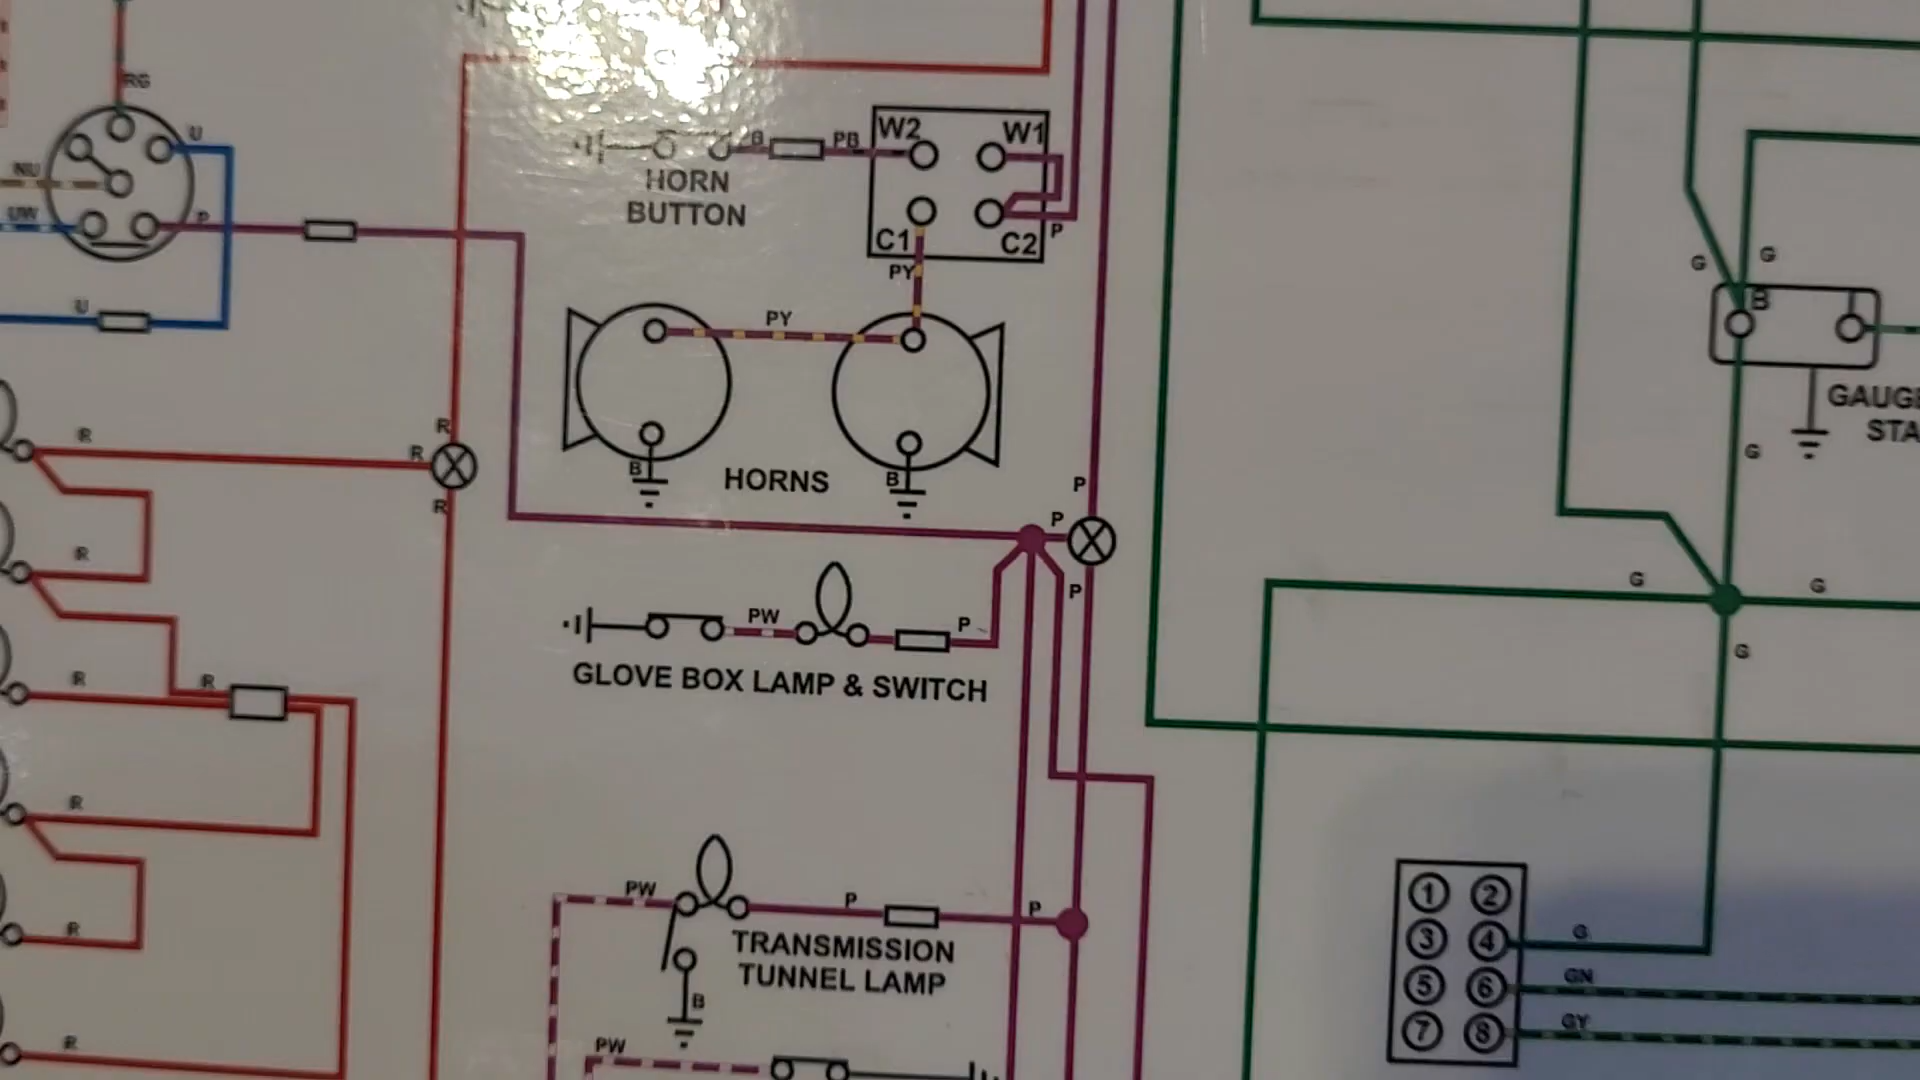 RG
U
NU
UW
P
U
B
PB
W2
W1
HORN
BUTTON
C1
C2
P
PY
PY
B
B
HORNS
R
R
R
R
R
R
R
R
R
R
P
P
P
PW
P
GLOVE BOX LAMP & SWITCH
PW
P
P
TRANSMISSION
TUNNEL LAMP
B
PW
G
G
B
GAUGE
STA
G
G
G
G
1 2
3 4
5 6
7 8
G
GN
GY